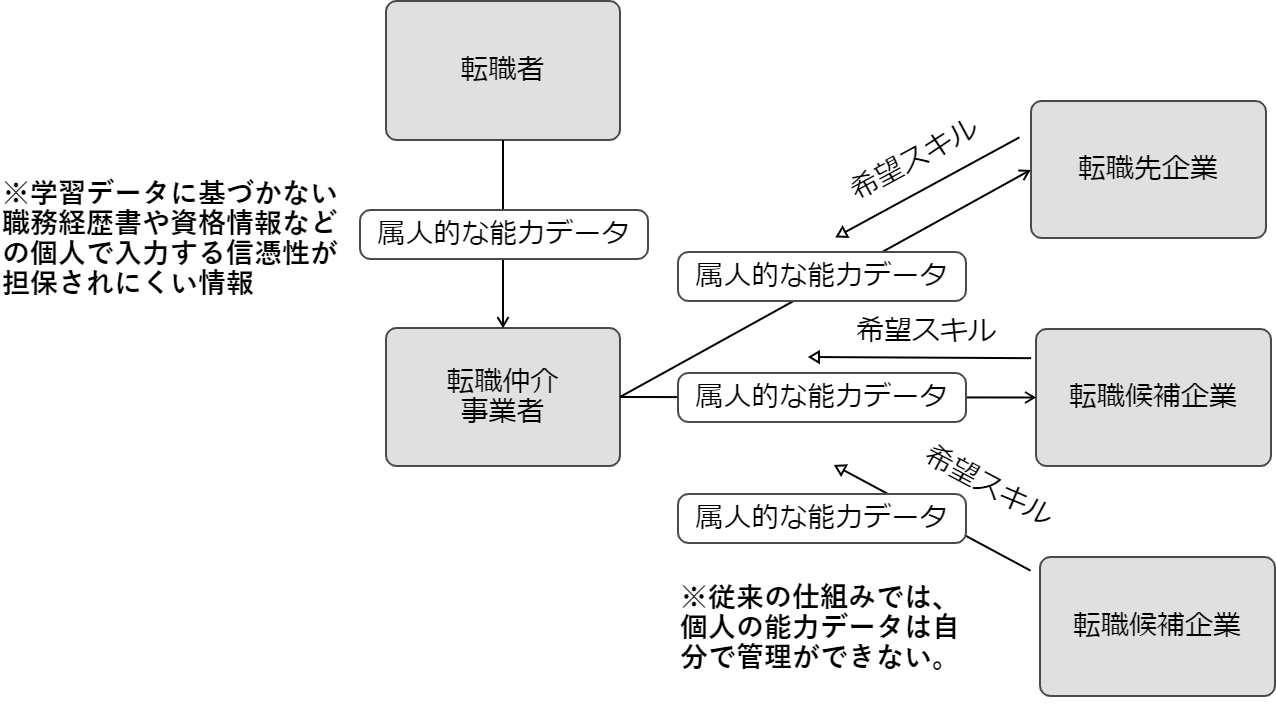 転職者
※学習データに基づかない
職務経歴書や資格情報など
の個人で入力する信憑性が
担保されにくい情報
属人的な能力データ
転職仲介
事業者
希望スキル
転職先企業
属人的な能力データ
希望スキル
属人的な能力データ
転職候補企業
希望スキル
属人的な能力データ
転職候補企業
※従来の仕組みでは、
個人の能力データは自
分で管理ができない。